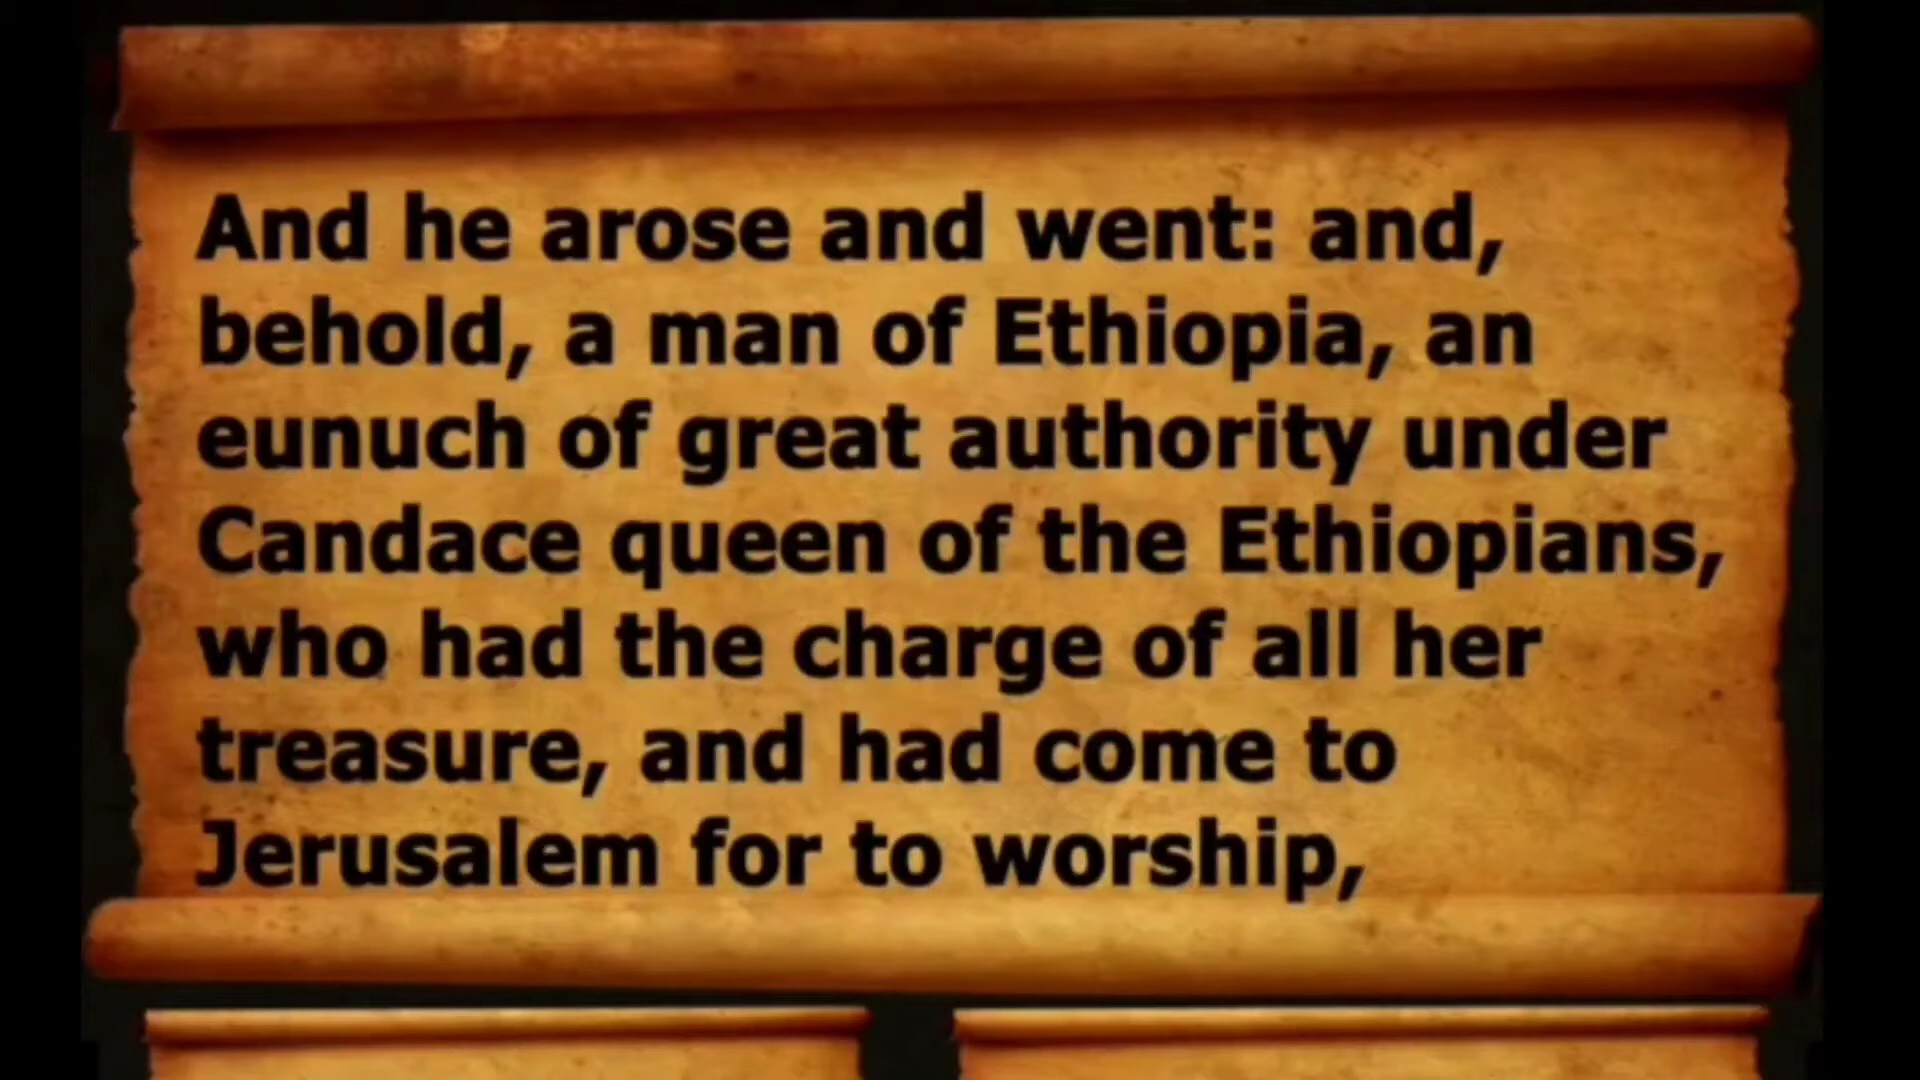 And he arose and went: and,
behold, a man of Ethiopia, an
eunuch of great authority under
Candace queen of the Ethiopians,
who had the charge of all her
treasure, and had come to
Jerusalem for to worship,